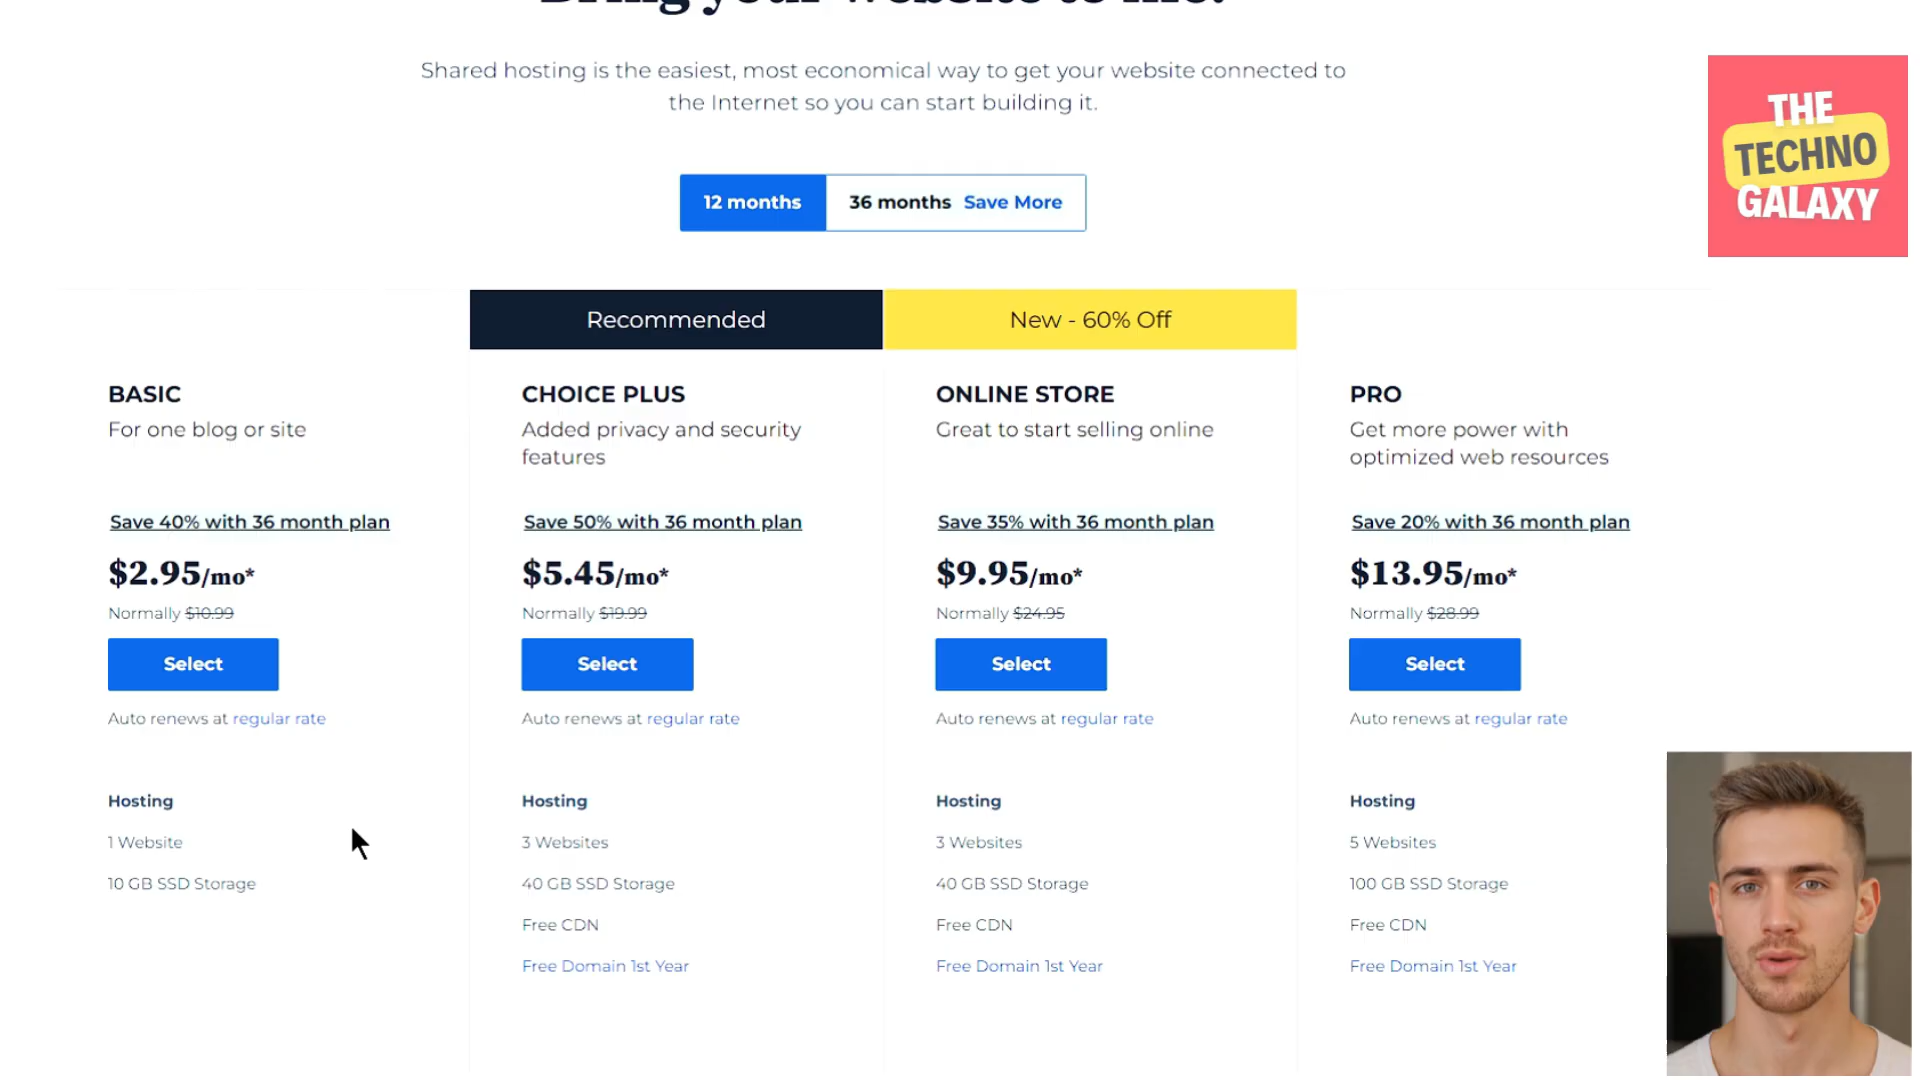 Bring your website to life.
Shared hosting is the easiest, most economical way to get your website connected to
the Internet so you can start building it.
THE
TECHNO
GALAXY
12 months
36 months Save More
Recommended
New - 60% Off
BASIC
For one blog or site
Save 40% with 36 month plan
$2.95/mo*
Normally $10.99
Select
Auto renews at regular rate
Hosting
1 Website
10 GB SSD Storage
CHOICE PLUS
Added privacy and security
features
Save 50% with 36 month plan
$5.45/mo*
Normally $19.99
Select
Auto renews at regular rate
Hosting
3 Websites
40 GB SSD Storage
Free CDN
Free Domain 1st Year
ONLINE STORE
Great to start selling online
Save 35% with 36 month plan
$9.95/mo*
Normally $24.95
Select
Auto renews at regular rate
Hosting
3 Websites
40 GB SSD Storage
Free CDN
Free Domain 1st Year
PRO
Get more power with
optimized web resources
Save 20% with 36 month plan
$13.95/mo*
Normally $28.99
Select
Auto renews at regular rate
Hosting
5 Websites
100 GB SSD Storage
Free CDN
Free Domain 1st Year